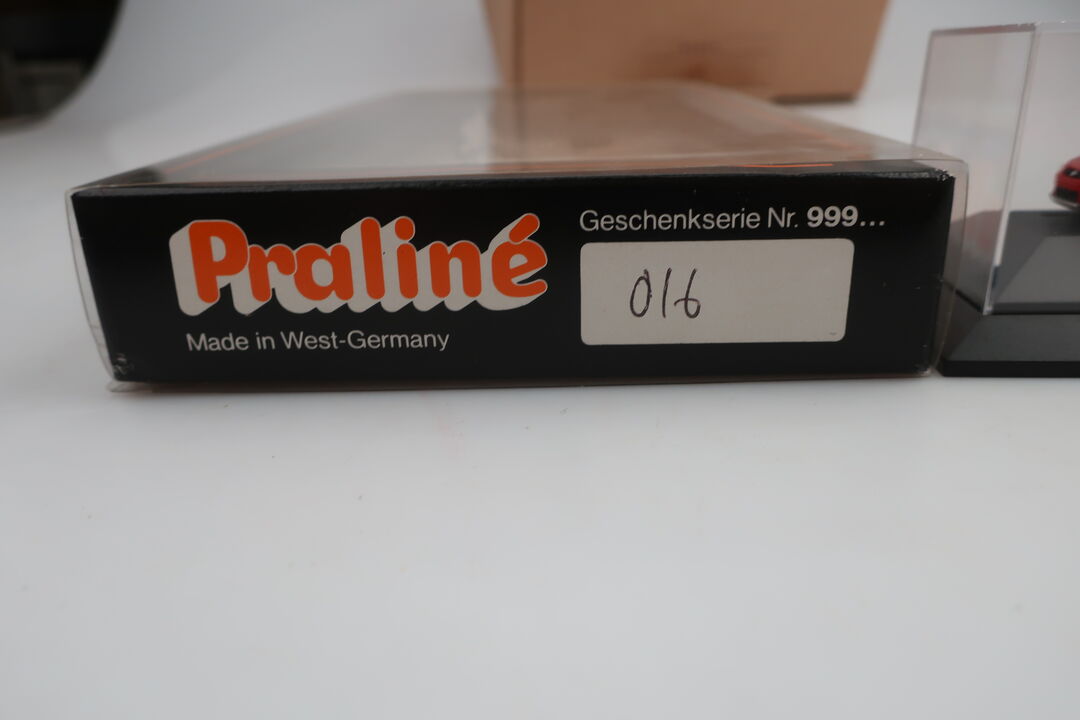 Praliné
Made in West-Germany
Geschenkserie Nr. 999...
016